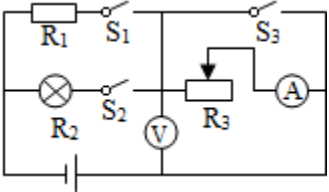 R₁ S₁ S₃
R₂ S₂ R₃ A
V